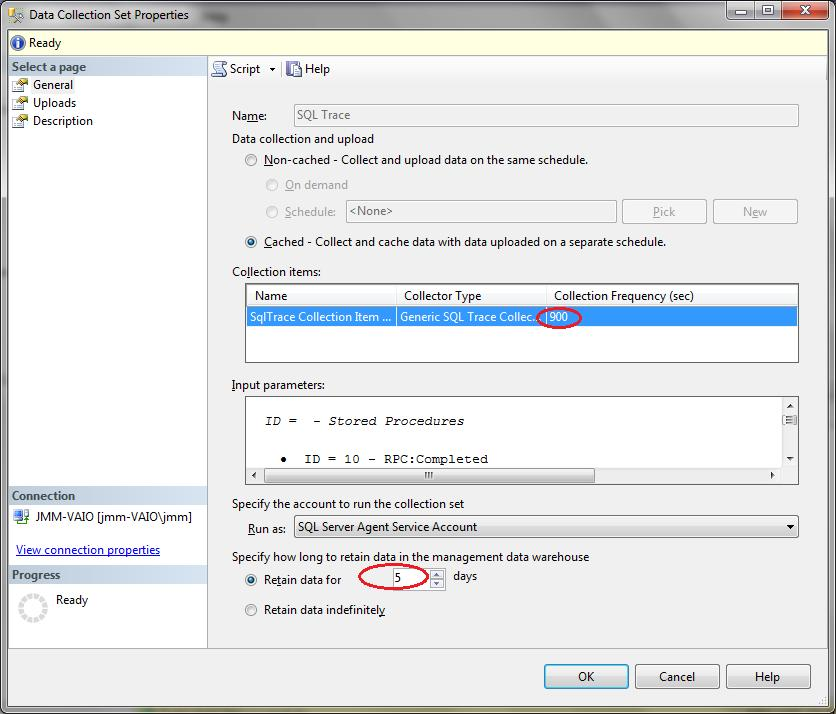 Data Collection Set Properties
Ready
Select a page
General
Uploads
Description
Script
Help
Name:
SQL Trace
Data collection and upload
Non-cached - Collect and upload data on the same schedule.
On demand
Schedule:
<None>
Pick
New
Cached - Collect and cache data with data uploaded on a separate schedule.
Collection items:
Name Collector Type Collection Frequency (sec)
SqlTrace Collection Item ... Generic SQL Trace Collec... 900
Input parameters:
ID =  - Stored Procedures
• ID = 10 - RPC:Completed
Connection
JMM-VAIO [jmm-VAIO\jmm]
View connection properties
Progress
Ready
Specify the account to run the collection set
Run as:
SQL Server Agent Service Account
Specify how long to retain data in the management data warehouse
Retain data for 5 days
Retain data indefinitely
OK
Cancel
Help